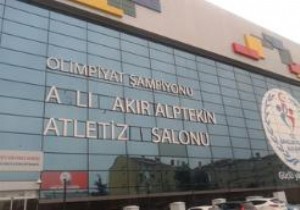 OLİMPİYAT ŞAMPİYONU
A LI AKIR ALPTEKİN
ATLETİZ SALONU